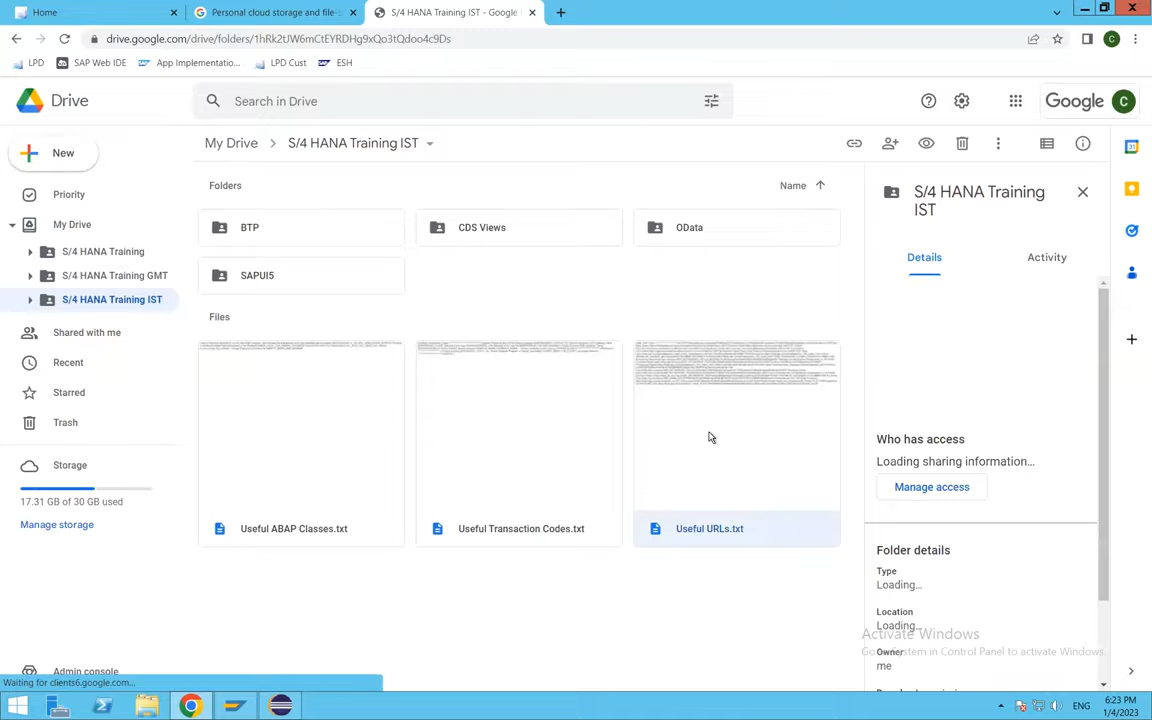 Home
Personal cloud storage and file-s
S/4 HANA Training IST - Google
drive.google.com/drive/folders/1hRk2tJW6mCtEYRDHg9xQo3tQdoo4c9Ds
LPD
SAP Web IDE
App Implementatio...
LPD Cust
ESH
Drive
Search in Drive
Google
C
New
My Drive
S/4 HANA Training IST
Priority
My Drive
S/4 HANA Training
S/4 HANA Training GMT
S/4 HANA Training IST
Shared with me
Recent
Starred
Trash
Storage
17.31 GB of 30 GB used
Manage storage
Admin console
Folders
Name
BTP
CDS Views
OData
SAPUI5
Files
Useful ABAP Classes.txt
Useful Transaction Codes.txt
Useful URLs.txt
S/4 HANA Training
IST
Details
Activity
Who has access
Loading sharing information...
Manage access
Folder details
Type
Loading...
Location
Loading...
Owner
me
Activate Windows
Go to System in Control Panel to activate Windows.
Waiting for clients6.google.com...
ENG
6:23 PM
1/4/2023